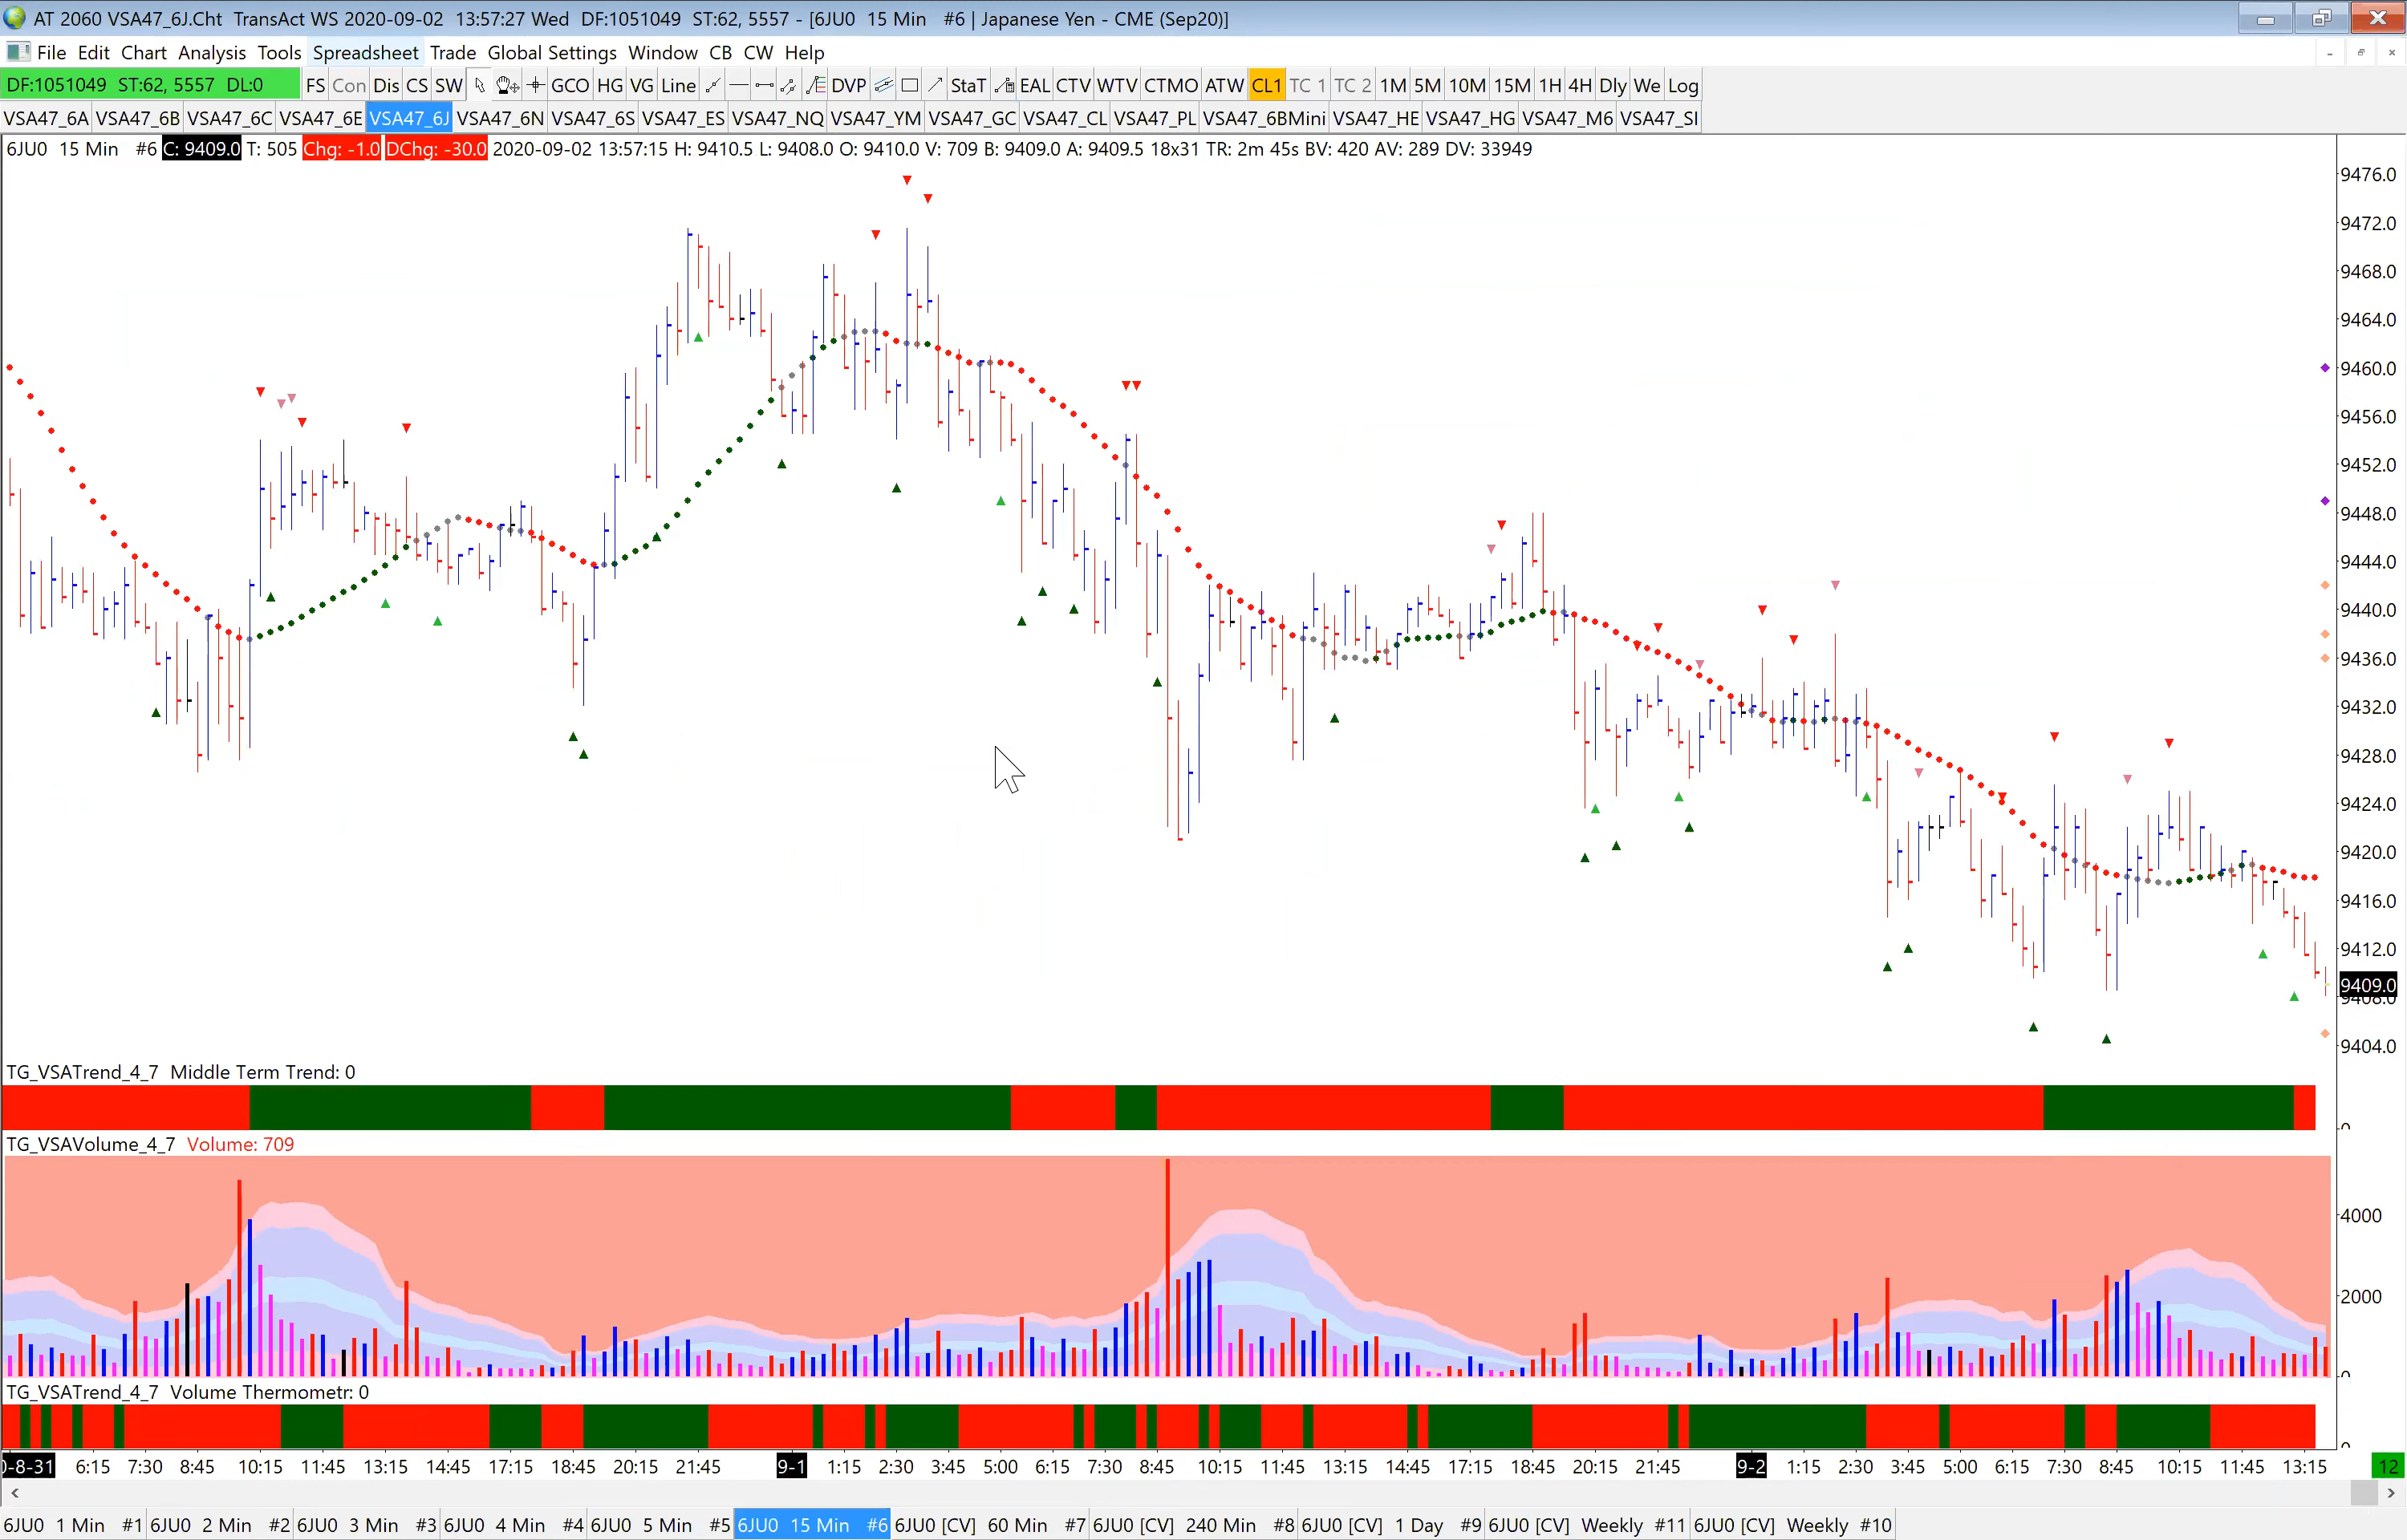 AT 2060 VSA47_6J.Cht TransAct WS 2020-09-02 13:57:27 Wed DF:1051049 ST:62, 5557 - [6JU0 15 Min #6 | Japanese Yen - CME (Sep20)]
File Edit Chart Analysis Tools Spreadsheet Trade Global Settings Window CB CW Help
DF:1051049 ST:62, 5557 DL:0 FS Con Dis CS SW GCO HG VG Line DVP StaT EAL CTV WTV CTMO ATW CL1 TC 1 TC 2 1M 5M 10M 15M 1H 4H Dly We Log
VSA47_6A VSA47_6B VSA47_6C VSA47_6E VSA47_6J VSA47_6N VSA47_6S VSA47_ES VSA47_NQ VSA47_YM VSA47_GC VSA47_CL VSA47_PL VSA47_6BMini VSA47_HE VSA47_HG VSA47_M6 VSA47_SI
6JU0 15 Min #6 C: 9409.0 T: 505 Chg: -1.0 DChg: -30.0 2020-09-02 13:57:15 H: 9410.5 L: 9408.0 O: 9410.0 V: 709 B: 9409.0 A: 9409.5 18x31 TR: 2m 45s BV: 420 AV: 289 DV: 33949
9476.0
9472.0
9468.0
9464.0
9460.0
9456.0
9452.0
9448.0
9444.0
9440.0
9436.0
9432.0
9428.0
9424.0
9420.0
9416.0
9412.0
9409.0
9408.0
9404.0
TG_VSATrend_4_7 Middle Term Trend: 0
TG_VSAVolume_4_7 Volume: 709
4000
2000
TG_VSATrend_4_7 Volume Thermometr: 0
0-8-31 6:15 7:30 8:45 10:15 11:45 13:15 14:45 17:15 18:45 20:15 21:45 9-1 1:15 2:30 3:45 5:00 6:15 7:30 8:45 10:15 11:45 13:15 14:45 17:15 18:45 20:15 21:45 9-2 1:15 2:30 3:45 5:00 6:15 7:30 8:45 10:15 11:45 13:15 12
6JU0 1 Min #1 6JU0 2 Min #2 6JU0 3 Min #3 6JU0 4 Min #4 6JU0 5 Min #5 6JU0 15 Min #6 6JU0 [CV] 60 Min #7 6JU0 [CV] 240 Min #8 6JU0 [CV] 1 Day #9 6JU0 [CV] Weekly #11 6JU0 [CV] Weekly #10